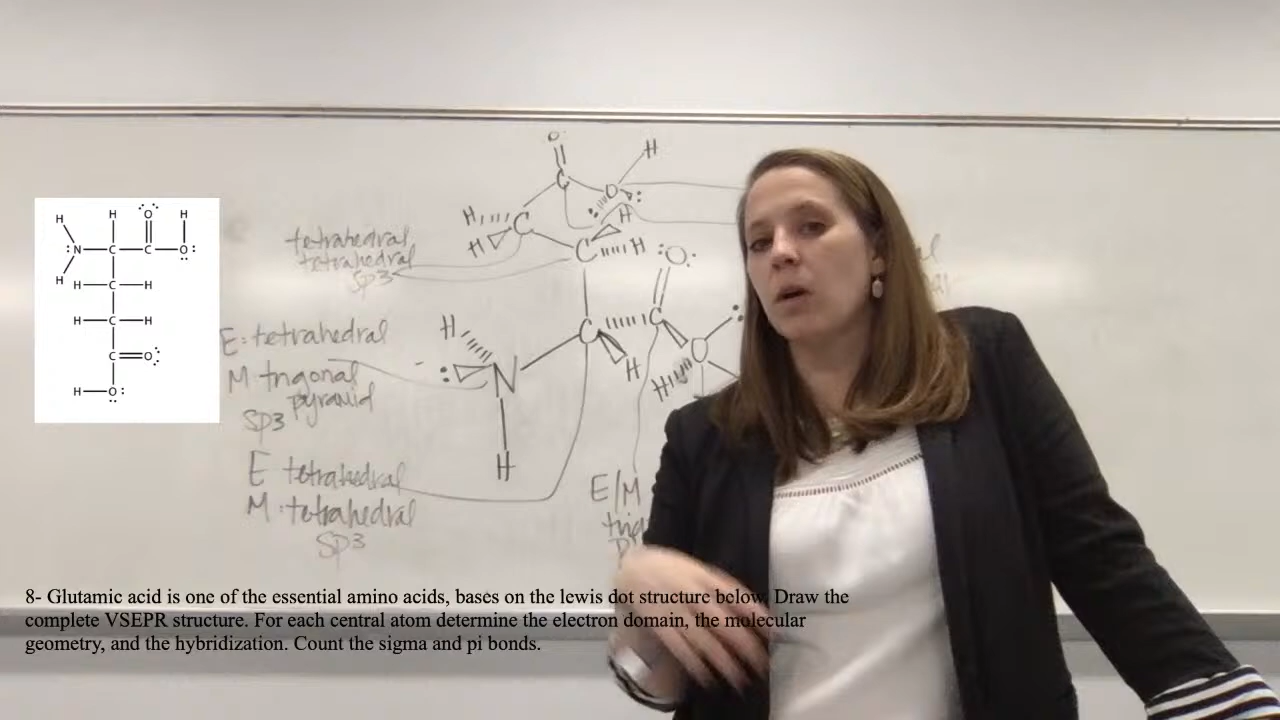 H H O H
:N C C O:
H H C H
H C H
C O
H O:
O
C
O
H
H C
H
H
C H
:O:
tetrahedral
tetrahedral
sp3
E: tetrahedral
M: trigonal
pyramid
sp3
H
:
N
H
C
H
C
O
H
E tetrahedral
M: tetrahedral
sp3
E/M
8- Glutamic acid is one of the essential amino acids, bases on the lewis dot structure below. Draw the
complete VSEPR structure. For each central atom determine the electron domain, the molecular
geometry, and the hybridization. Count the sigma and pi bonds.